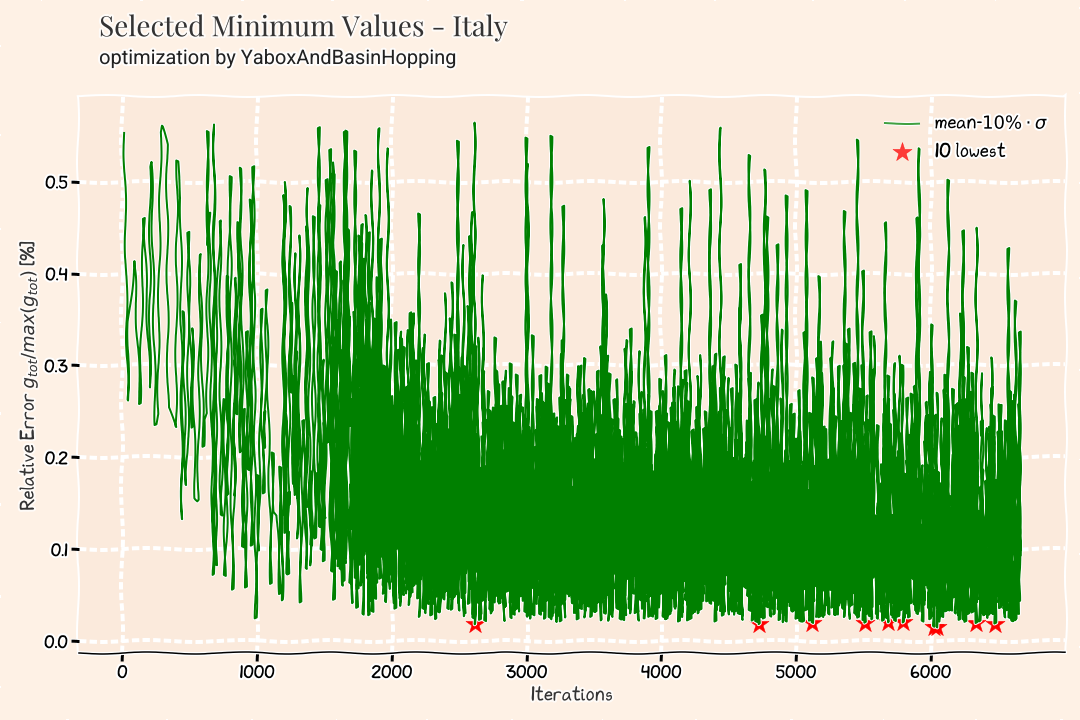 Selected Minimum Values - Italy
optimization by YaboxAndBasinHopping
mean-10% · σ
10 lowest
Relative Error g_tot/max(g_tot) [%]
0.5
0.4
0.3
0.2
0.1
0.0
0 1000 2000 3000 4000 5000 6000
Iterations